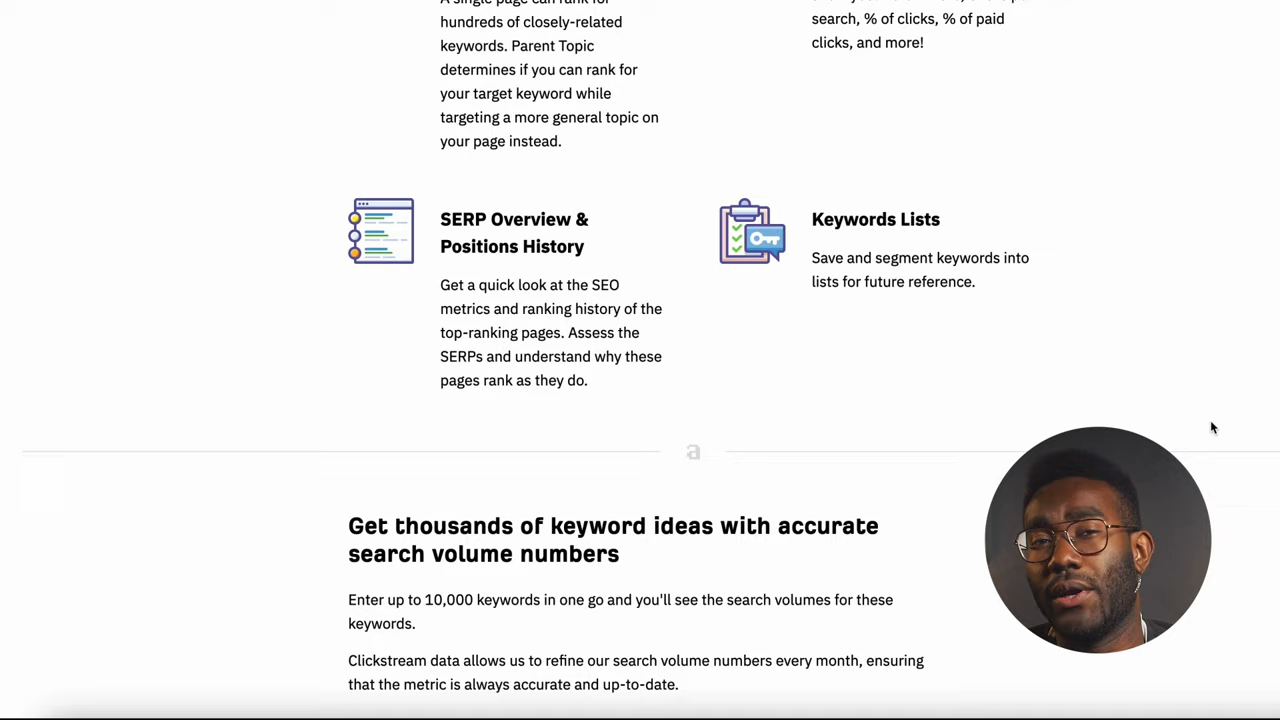 A single page can rank for
hundreds of closely-related
keywords. Parent Topic
determines if you can rank for
your target keyword while
targeting a more general topic on
your page instead.
search, % of clicks, % of paid
clicks, and more!
SERP Overview &
Positions History
Get a quick look at the SEO
metrics and ranking history of the
top-ranking pages. Assess the
SERPs and understand why these
pages rank as they do.
Keywords Lists
Save and segment keywords into
lists for future reference.
a
Get thousands of keyword ideas with accurate
search volume numbers
Enter up to 10,000 keywords in one go and you'll see the search volumes for these
keywords.
Clickstream data allows us to refine our search volume numbers every month, ensuring
that the metric is always accurate and up-to-date.